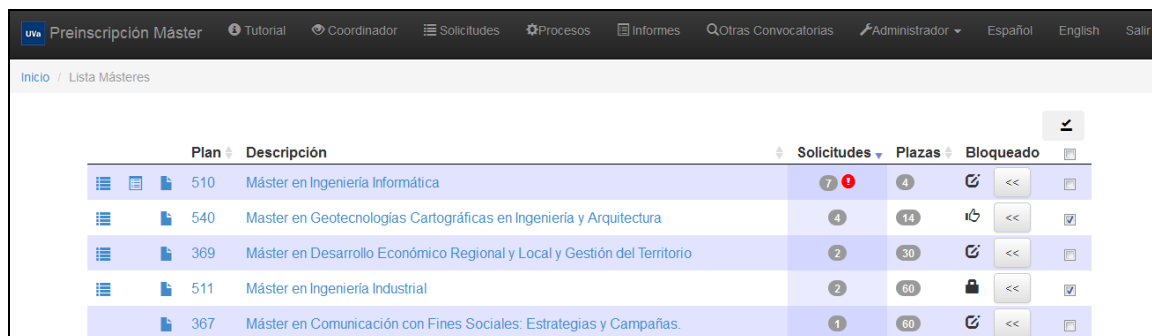 UVa Preinscripción Máster Tutorial Coordinador Solicitudes Procesos Informes Otras Convocatorias Administrador Español English Salir
Inicio / Lista Másteres
Plan Descripción Solicitudes Plazas Bloqueado
510 Máster en Ingeniería Informática 7 4 <<
540 Master en Geotecnologías Cartográficas en Ingeniería y Arquitectura 4 14 <<
369 Máster en Desarrollo Económico Regional y Local y Gestión del Territorio 2 30 <<
511 Máster en Ingeniería Industrial 2 60 <<
367 Máster en Comunicación con Fines Sociales: Estrategias y Campañas. 1 60 <<